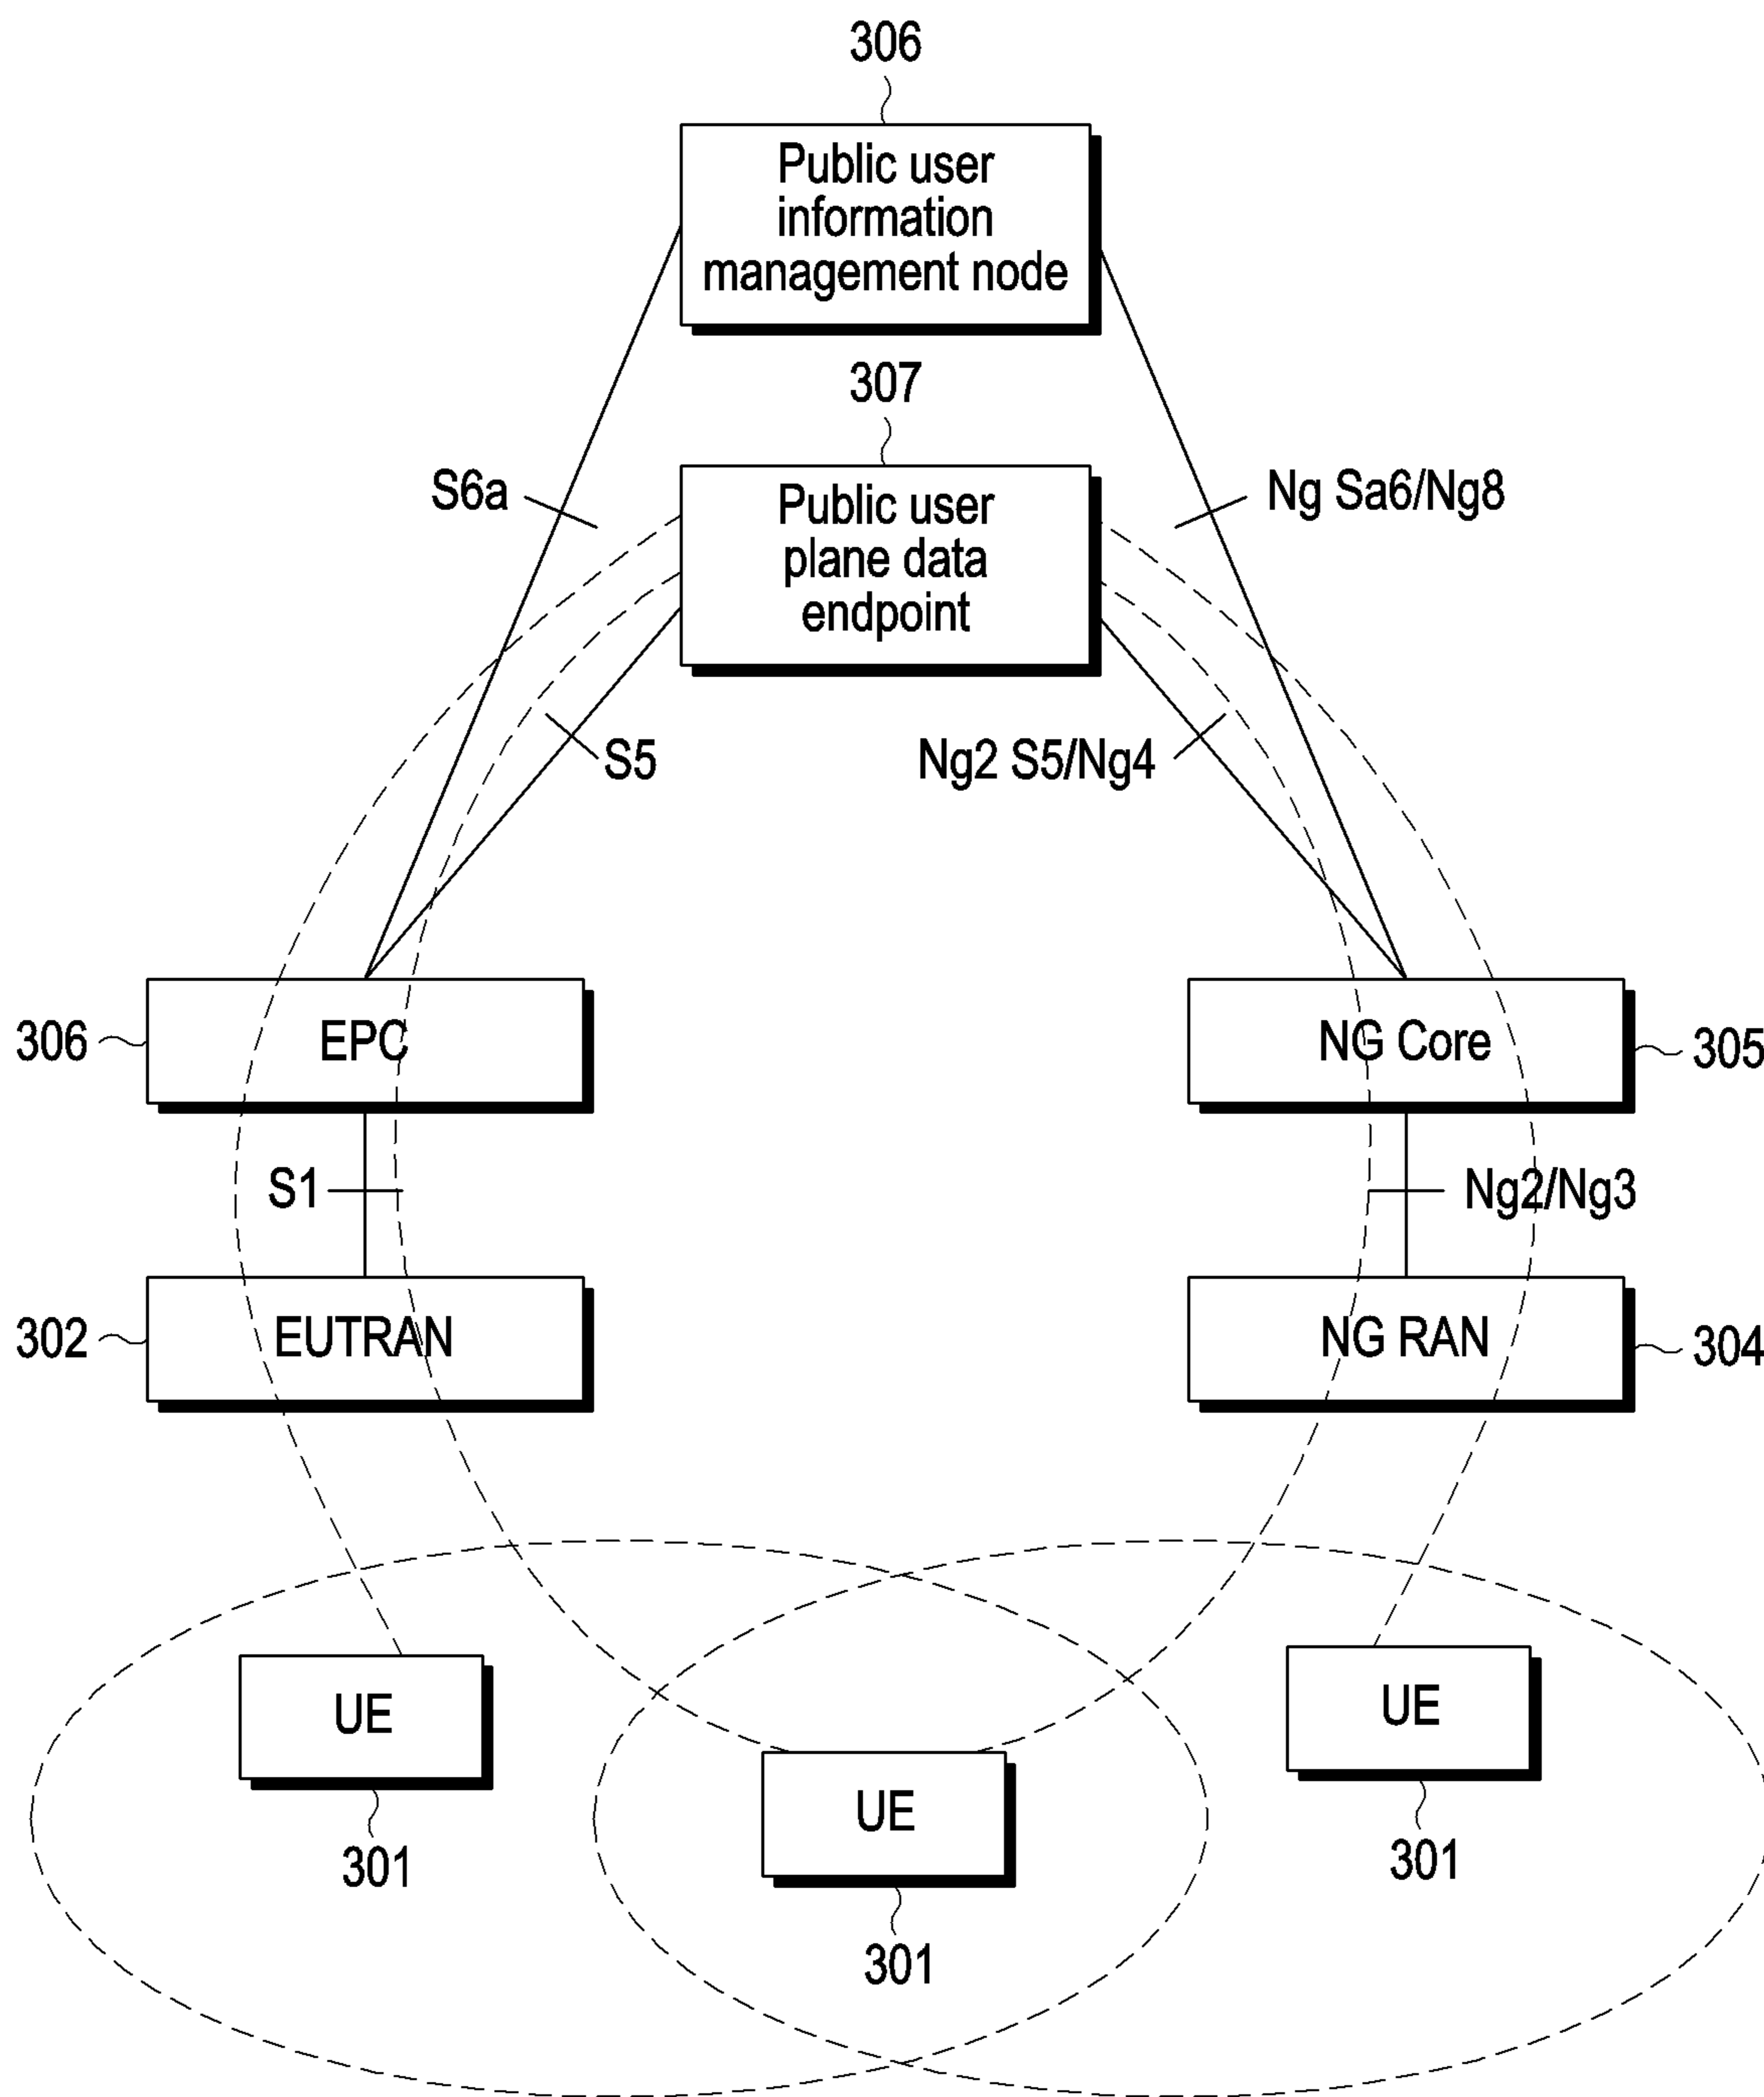 306
Public user
information
management node
307
Public user
plane data
endpoint
S6a
Ng Sa6/Ng8
S5
Ng2 S5/Ng4
306
EPC
NG Core
305
S1
Ng2/Ng3
302
EUTRAN
NG RAN
304
UE
UE
UE
301
301
301